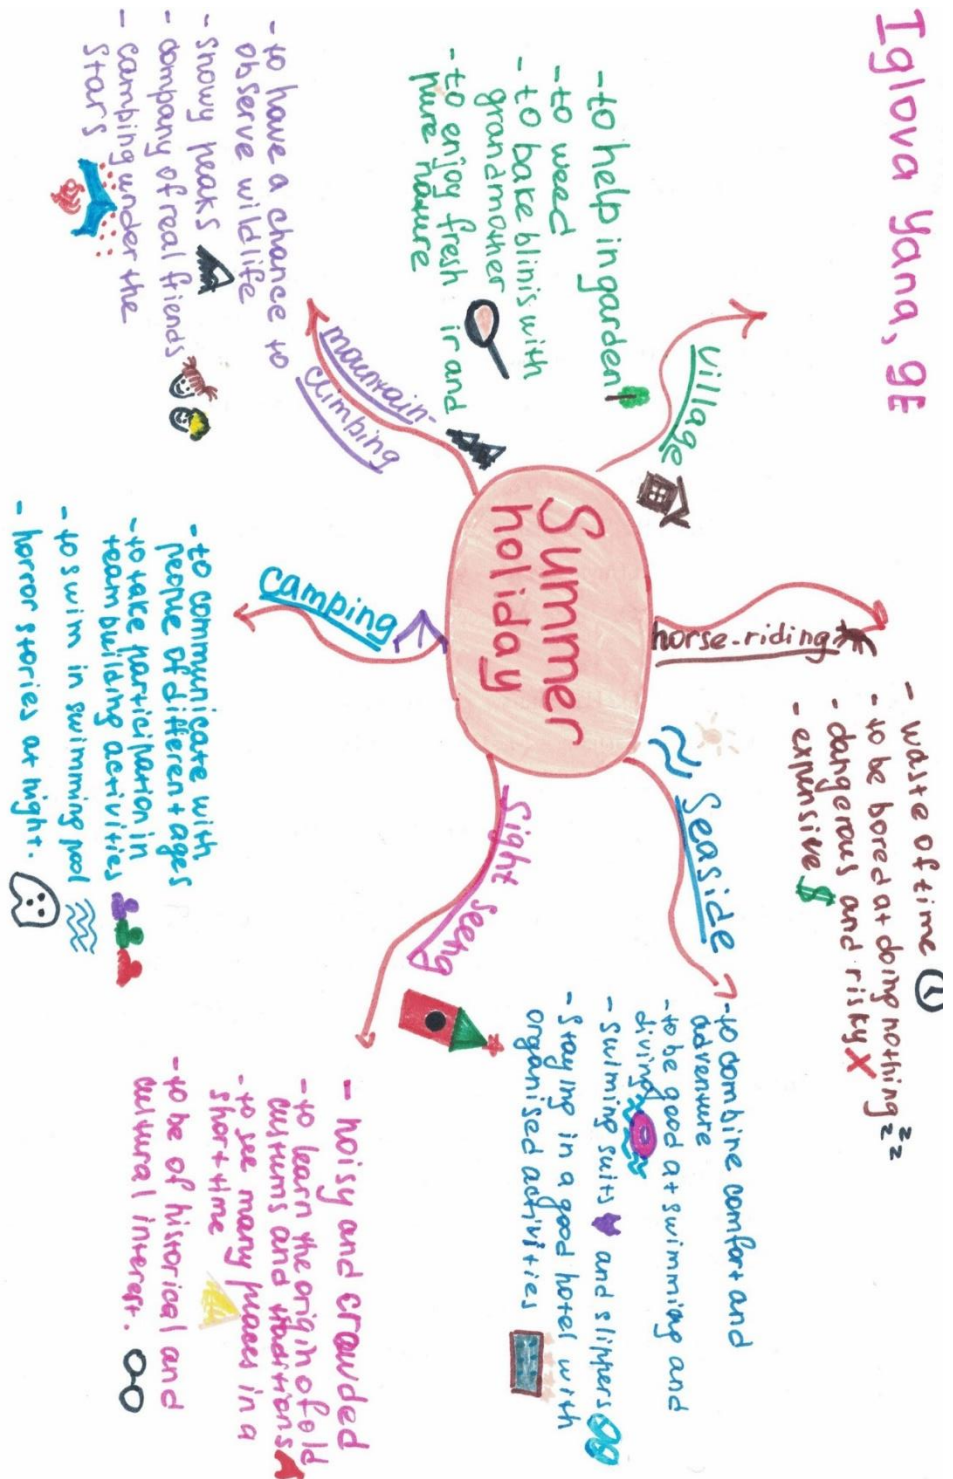 Iglova Yana, 9E
Summer
holiday
village
- to help in garden
- to weed
- to bake blinis with
grandmother
- to enjoy fresh ir and
pure nature
horse-riding
- waste of time
- to be bored at doing nothing zzz
- dangerous and risky
- expensive $
Seaside
- to combine comfort and
adventure
- to be good at swimming and
diving
- swiming suits and slippers
- Staying in a good hotel with
organised activities
Sight seeng
- noisy and crowded
- to learn the origin of old
custums and traditions
- to see many places in a
short time
- to be of historical and
cultural interest.
camping
- to communicate with
people of different ages
- to take participation in
team building activities
- to swim in swimming pool
- horror stories at night.
mountain-
climbing
- to have a chance to
observe wildlife
- snowy peaks
- company of real friends
- camping under the
stars